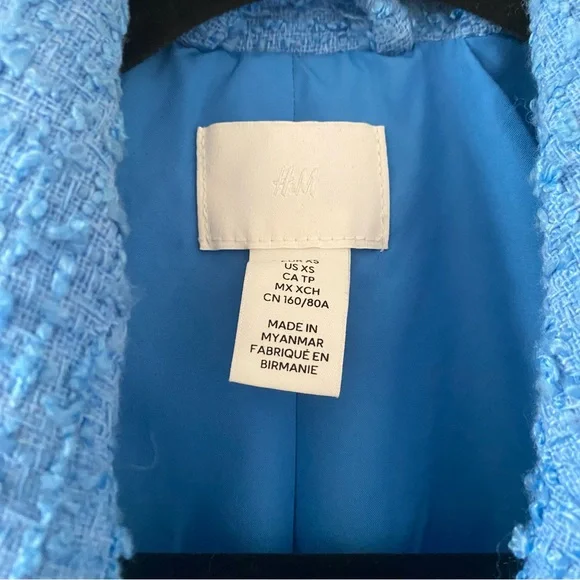 H&M
US XS
CA TP
MX XCH
CN 160/80A
MADE IN
MYANMAR
FABRIQUÉ EN
BIRMANIE